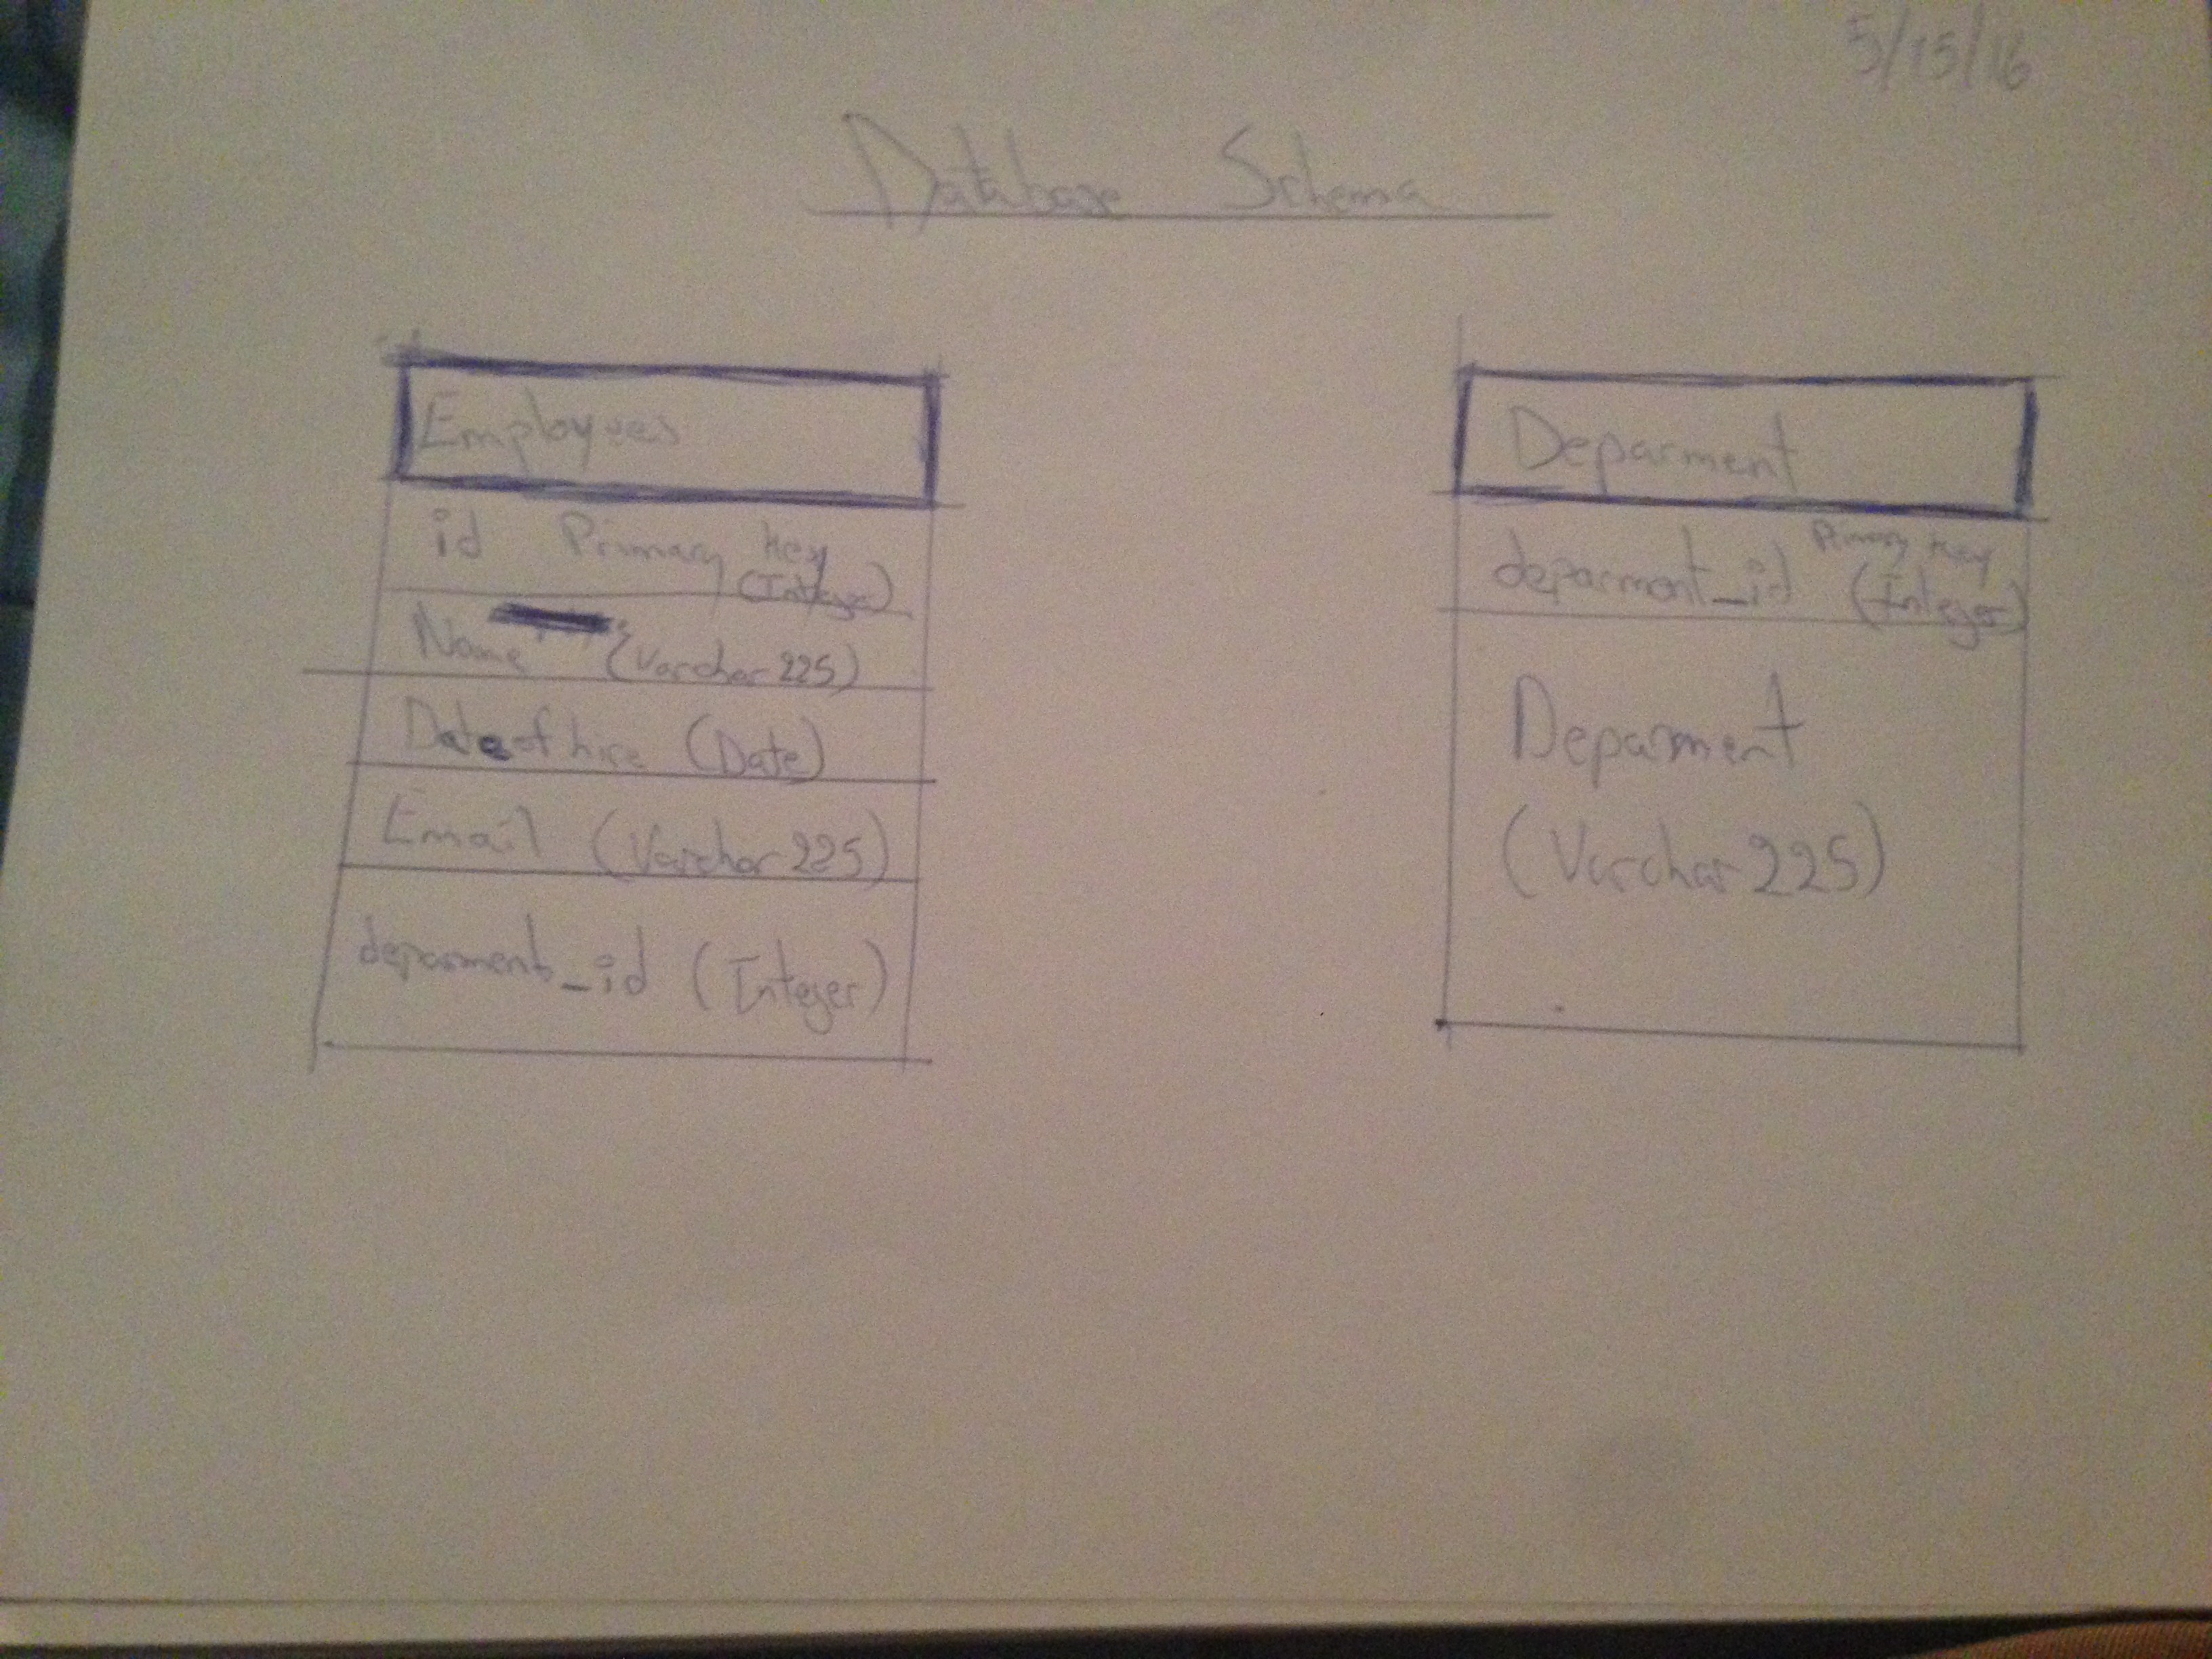 5/15/16
Database Schema
Employees
id Primary key
(Integer)
Name (Varchar 225)
Date of hire (Date)
Email (Varchar 225)
deparment_id (Integer)
Deparment
Primary key
deparment_id (Integer)
Deparment
(Varchar 225)